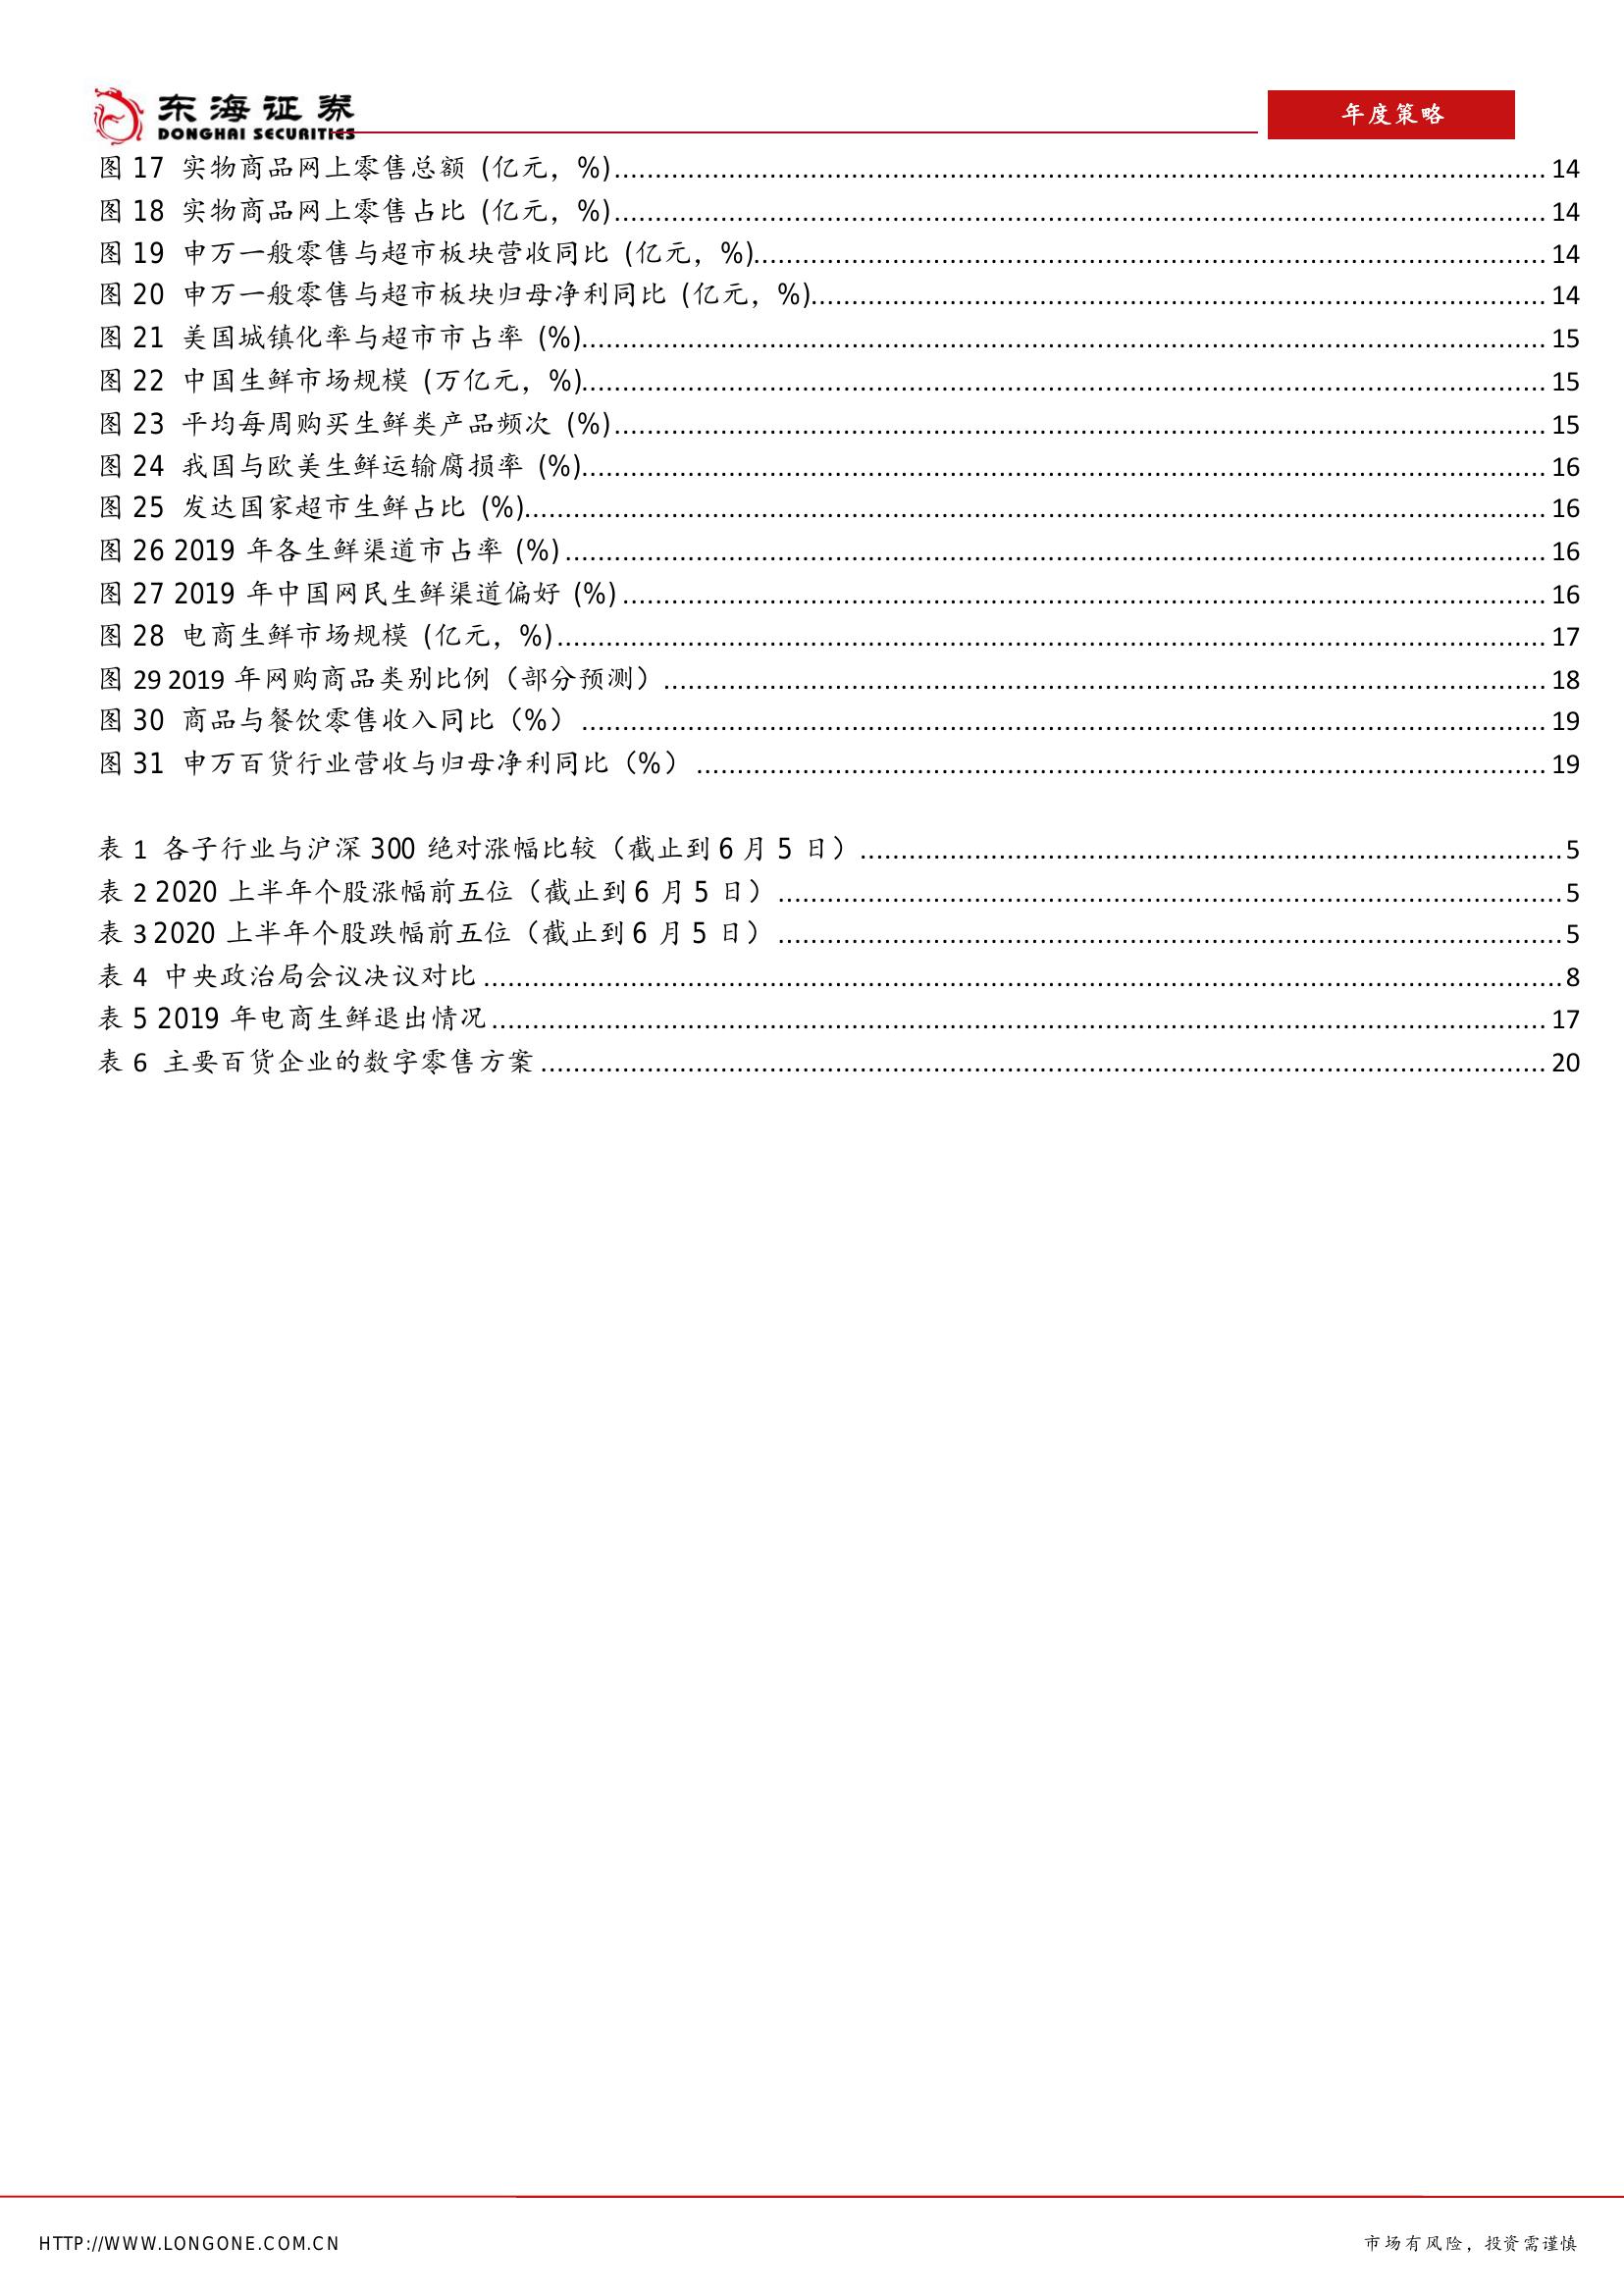 东海证券
DONGHAI SECURITIES
年度策略
图 17 实物商品网上零售总额 (亿元，%)........ 14
图 18 实物商品网上零售占比 (亿元，%)........ 14
图 19 申万一般零售与超市板块营收同比 (亿元，%)........ 14
图 20 申万一般零售与超市板块归母净利同比 (亿元，%)........ 14
图 21 美国城镇化率与超市市占率 (%)........ 15
图 22 中国生鲜市场规模 (万亿元，%)........ 15
图 23 平均每周购买生鲜类产品频次 (%)........ 15
图 24 我国与欧美生鲜运输腐损率 (%)........ 16
图 25 发达国家超市生鲜占比 (%)........ 16
图 26 2019 年各生鲜渠道市占率 (%)........ 16
图 27 2019 年中国网民生鲜渠道偏好 (%)........ 16
图 28 电商生鲜市场规模 (亿元，%)........ 17
图 29 2019 年网购商品类别比例（部分预测）........ 18
图 30 商品与餐饮零售收入同比（%）........ 19
图 31 申万百货行业营收与归母净利同比（%）........ 19
表 1 各子行业与沪深 300 绝对涨幅比较（截止到 6 月 5 日）........ 5
表 2 2020 上半年个股涨幅前五位（截止到 6 月 5 日）........ 5
表 3 2020 上半年个股跌幅前五位（截止到 6 月 5 日）........ 5
表 4 中央政治局会议决议对比........ 8
表 5 2019 年电商生鲜退出情况........ 17
表 6 主要百货企业的数字零售方案........ 20
HTTP://WWW.LONGONE.COM.CN
市场有风险，投资需谨慎